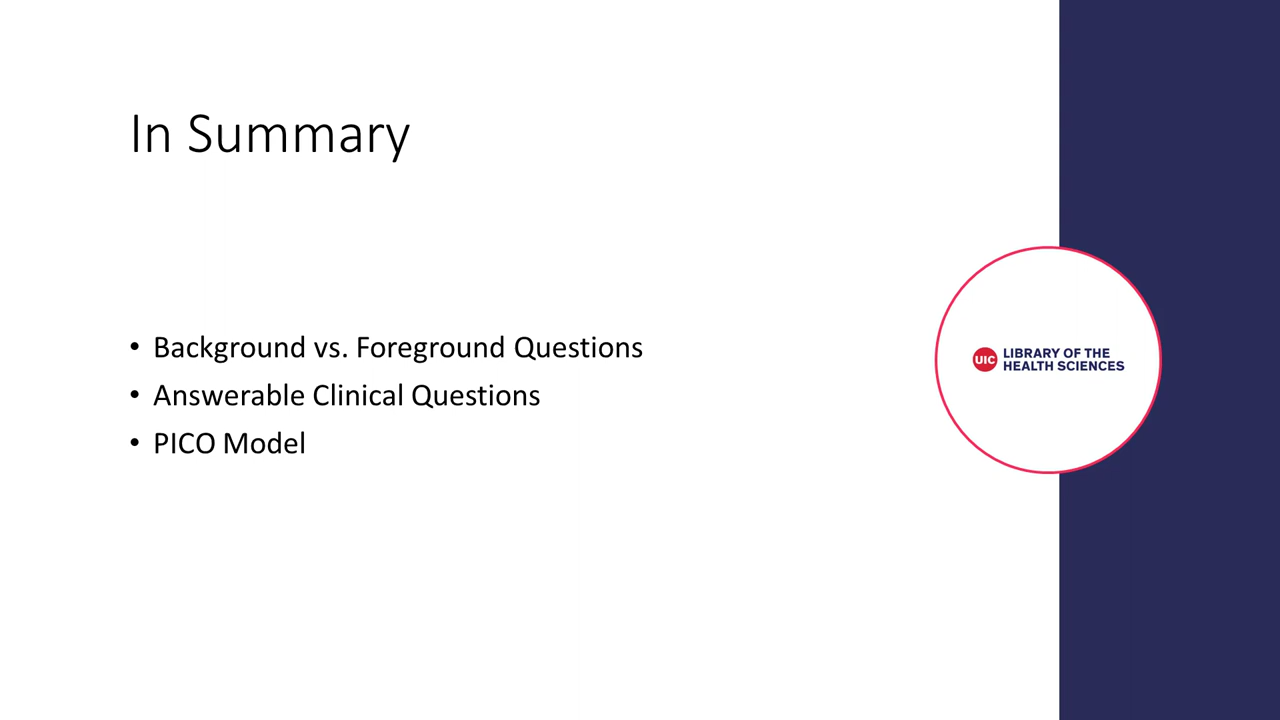 In Summary
• Background vs. Foreground Questions
• Answerable Clinical Questions
• PICO Model
UIC
LIBRARY OF THE
HEALTH SCIENCES